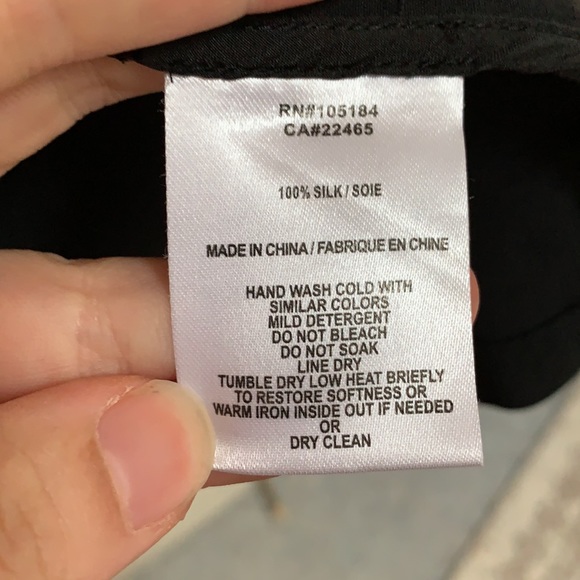 RN#105184
CA#22465
100% SILK / SOIE
MADE IN CHINA / FABRIQUE EN CHINE
HAND WASH COLD WITH
SIMILAR COLORS
MILD DETERGENT
DO NOT BLEACH
DO NOT SOAK
LINE DRY
TUMBLE DRY LOW HEAT BRIEFLY
TO RESTORE SOFTNESS OR
WARM IRON INSIDE OUT IF NEEDED
OR
DRY CLEAN